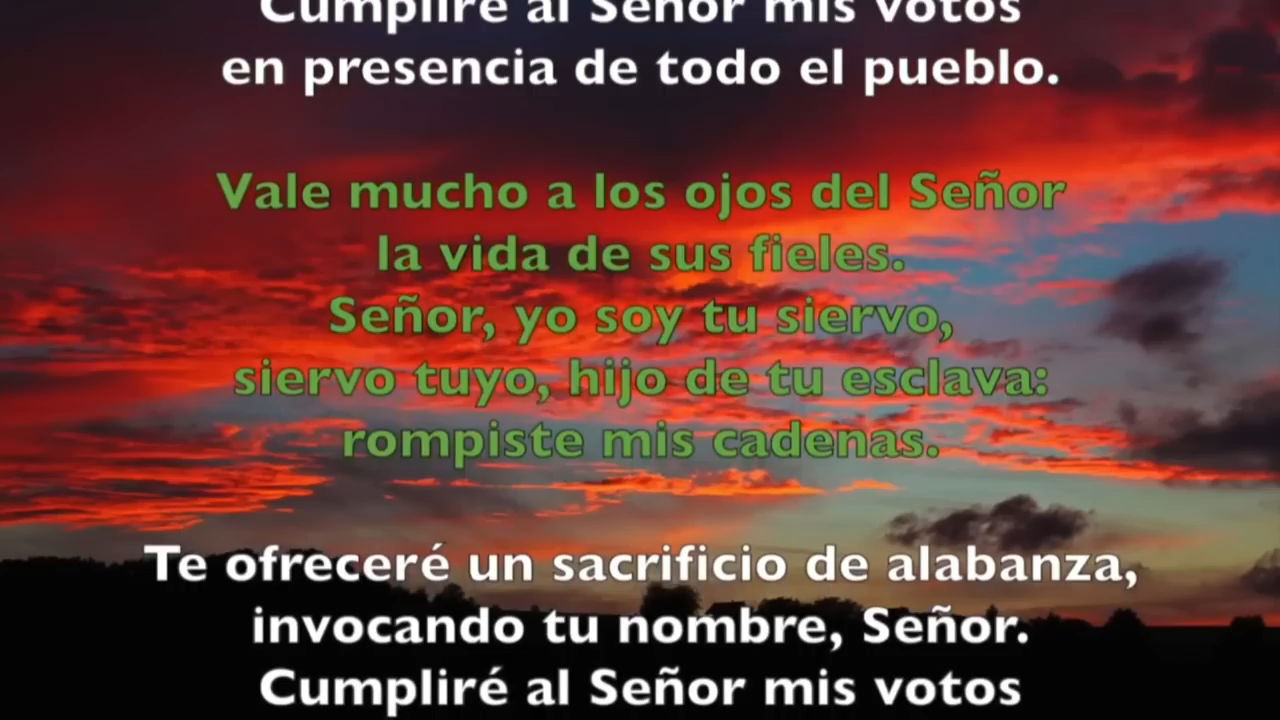 Cumpliré al Señor mis votos
en presencia de todo el pueblo.
Vale mucho a los ojos del Señor
la vida de sus fieles.
Señor, yo soy tu siervo,
siervo tuyo, hijo de tu esclava:
rompiste mis cadenas.
Te ofreceré un sacrificio de alabanza,
invocando tu nombre, Señor.
Cumpliré al Señor mis votos